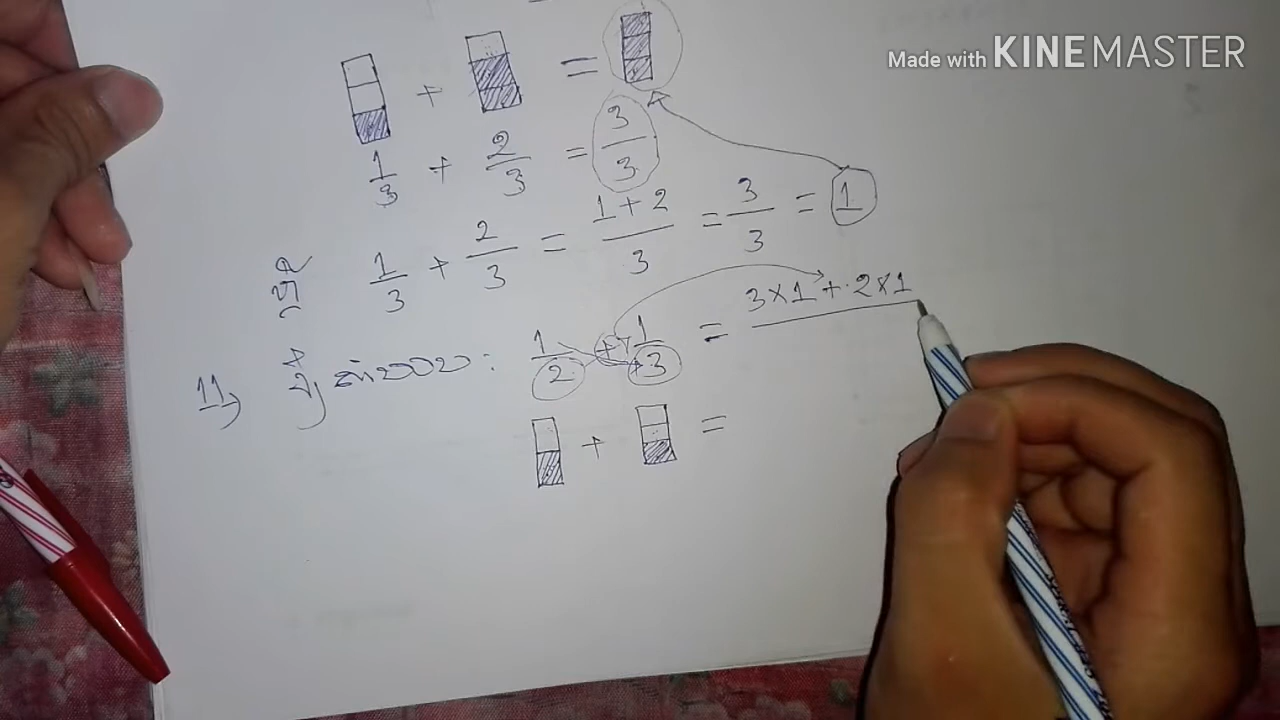 Made with KINEMASTER
+ =
1/3 + 2/3 = 3/3
ຫຼື 1/3 + 2/3 = 1+2/3 = 3/3 = 1
11) : 1/2 + 1/3 = 3×1 + 2×1
+ =